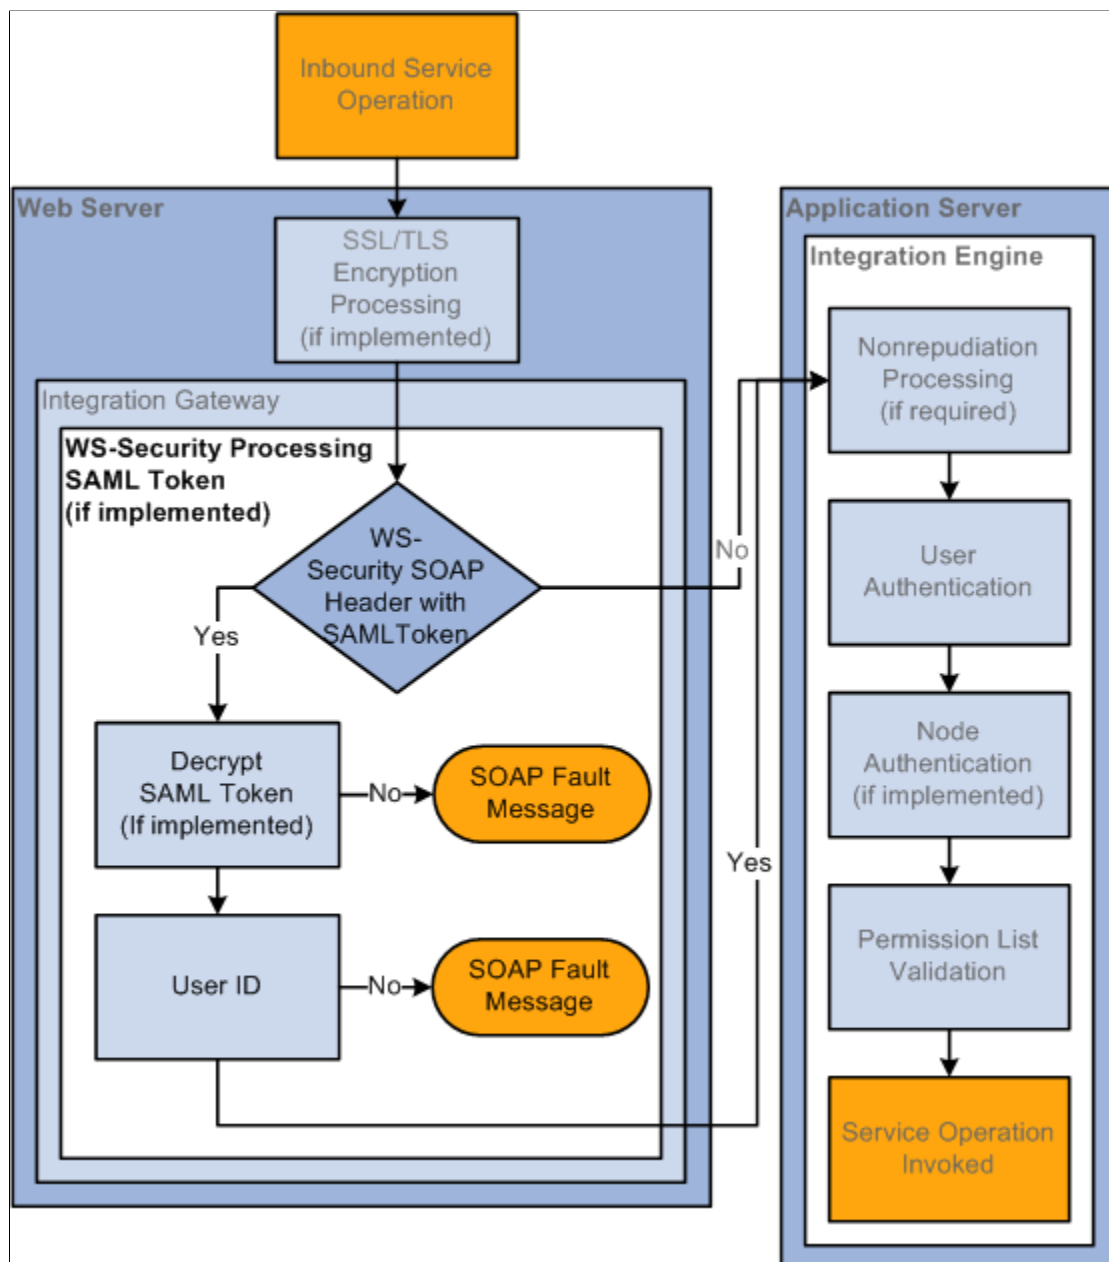 Inbound Service
Operation
Web Server
SSL/TLS
Encryption
Processing
(if implemented)
Integration Gateway
WS-Security Processing
SAML Token
(if implemented)
WS-
Security SOAP
Header with
SAMLToken
No
Yes
Decrypt
SAML Token
(If implemented)
No
SOAP Fault
Message
User ID
No
SOAP Fault
Message
Yes
Application Server
Integration Engine
Nonrepudiation
Processing
(if required)
User
Authentication
Node
Authentication
(if implemented)
Permission List
Validation
Service Operation
Invoked